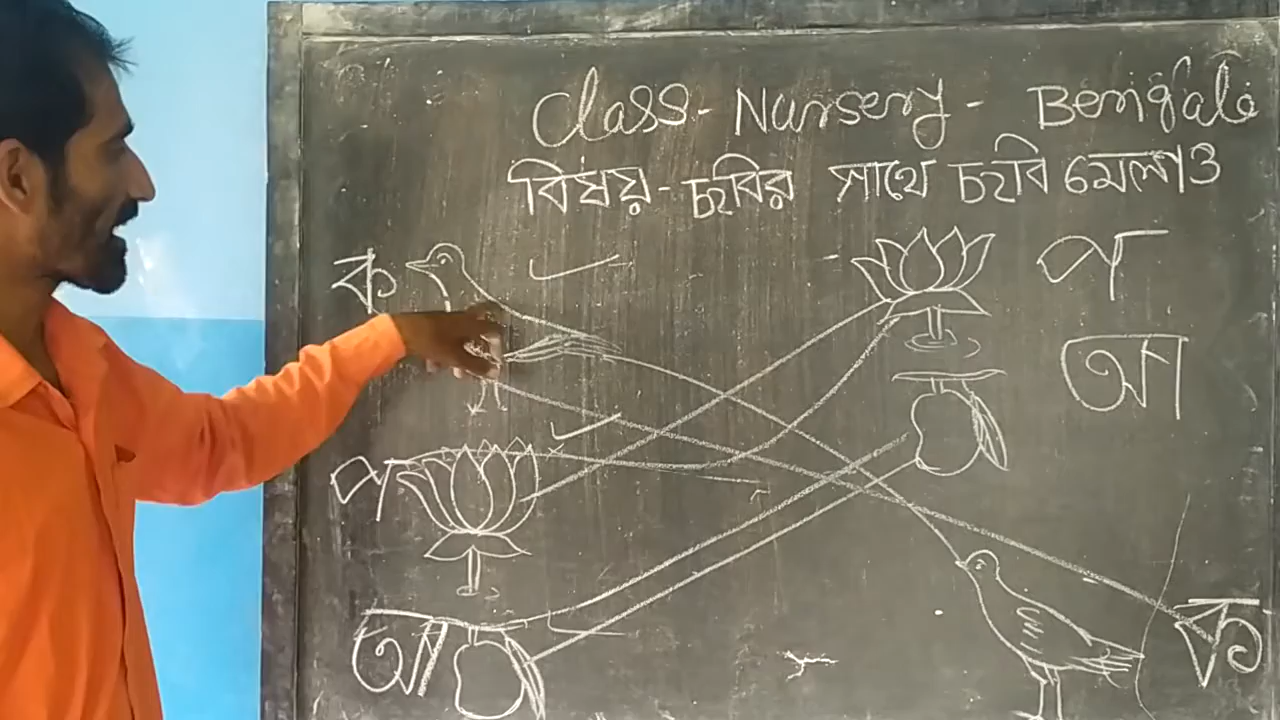 Class - Nursery - Bengali
বিষয় - ছবির সাথে ছবি মেলাও
ক
প
আ
প
আ
ক